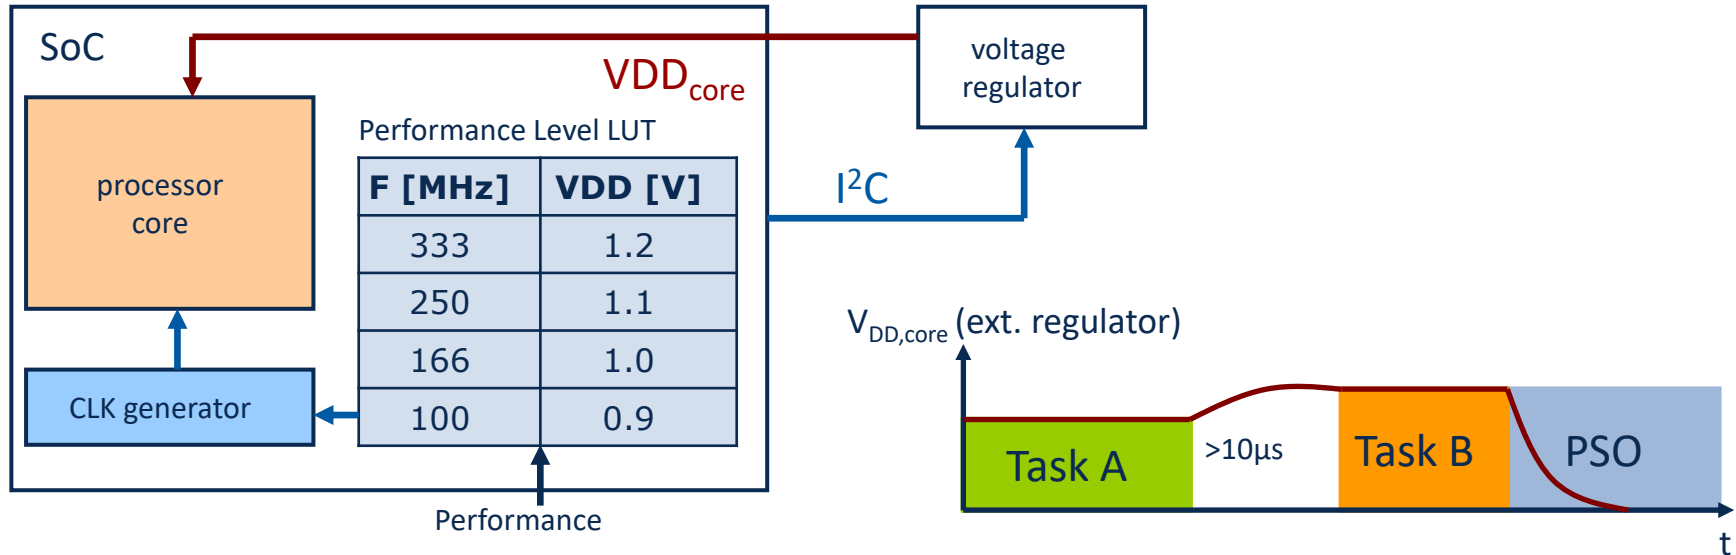 SoC
voltage
regulator
VDDcore
Performance Level LUT
F [MHz] VDD [V]
333 1.2
250 1.1
166 1.0
100 0.9
processor
core
CLK generator
I²C
Performance
VDD,core (ext. regulator)
Task A
>10µs
Task B
PSO
t